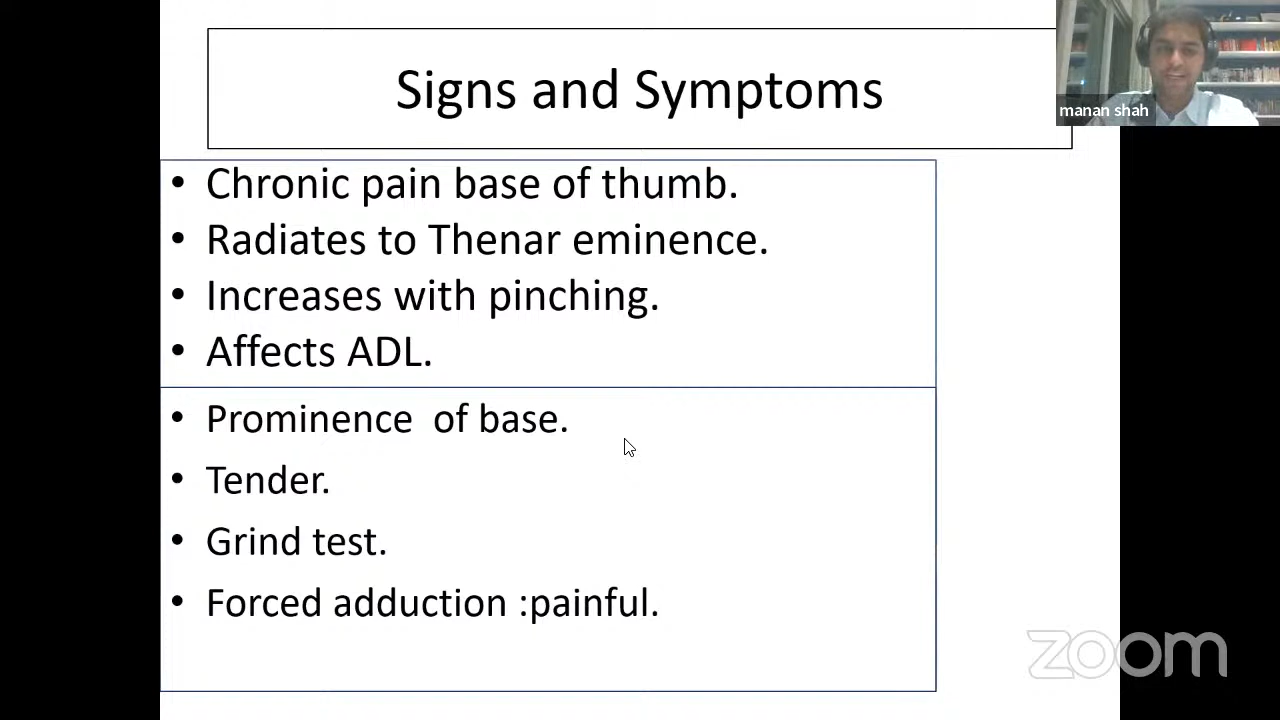 Signs and Symptoms
manan shah
• Chronic pain base of thumb.
• Radiates to Thenar eminence.
• Increases with pinching.
• Affects ADL.
• Prominence  of base.
• Tender.
• Grind test.
• Forced adduction :painful.
zoom